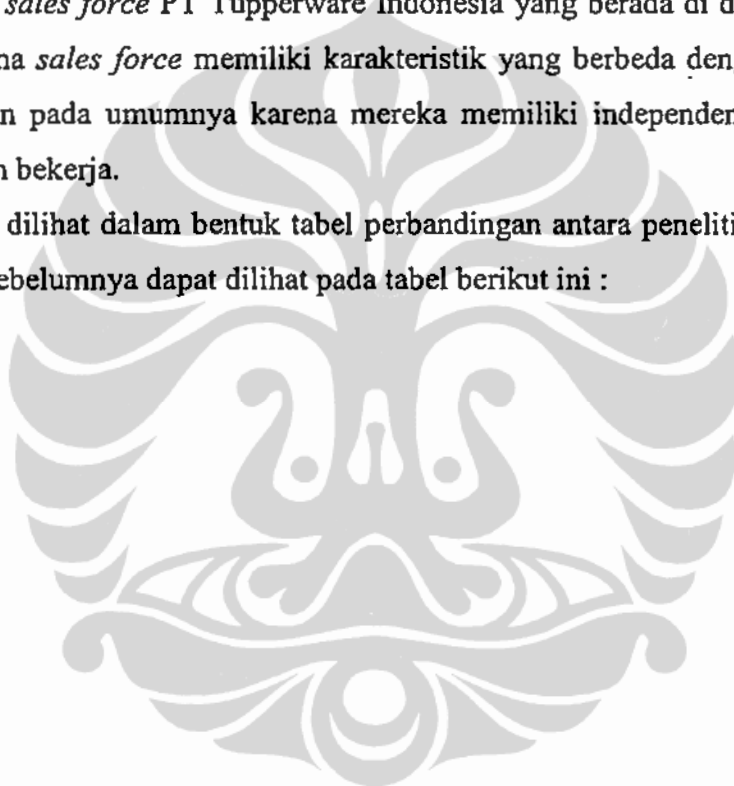 sales force PT Tupperware Indonesia yang berada di d
na sales force memiliki karakteristik yang berbeda deng
n pada umumnya karena mereka memiliki independen
n bekerja.
dilihat dalam bentuk tabel perbandingan antara peneliti
ebelumnya dapat dilihat pada tabel berikut ini :